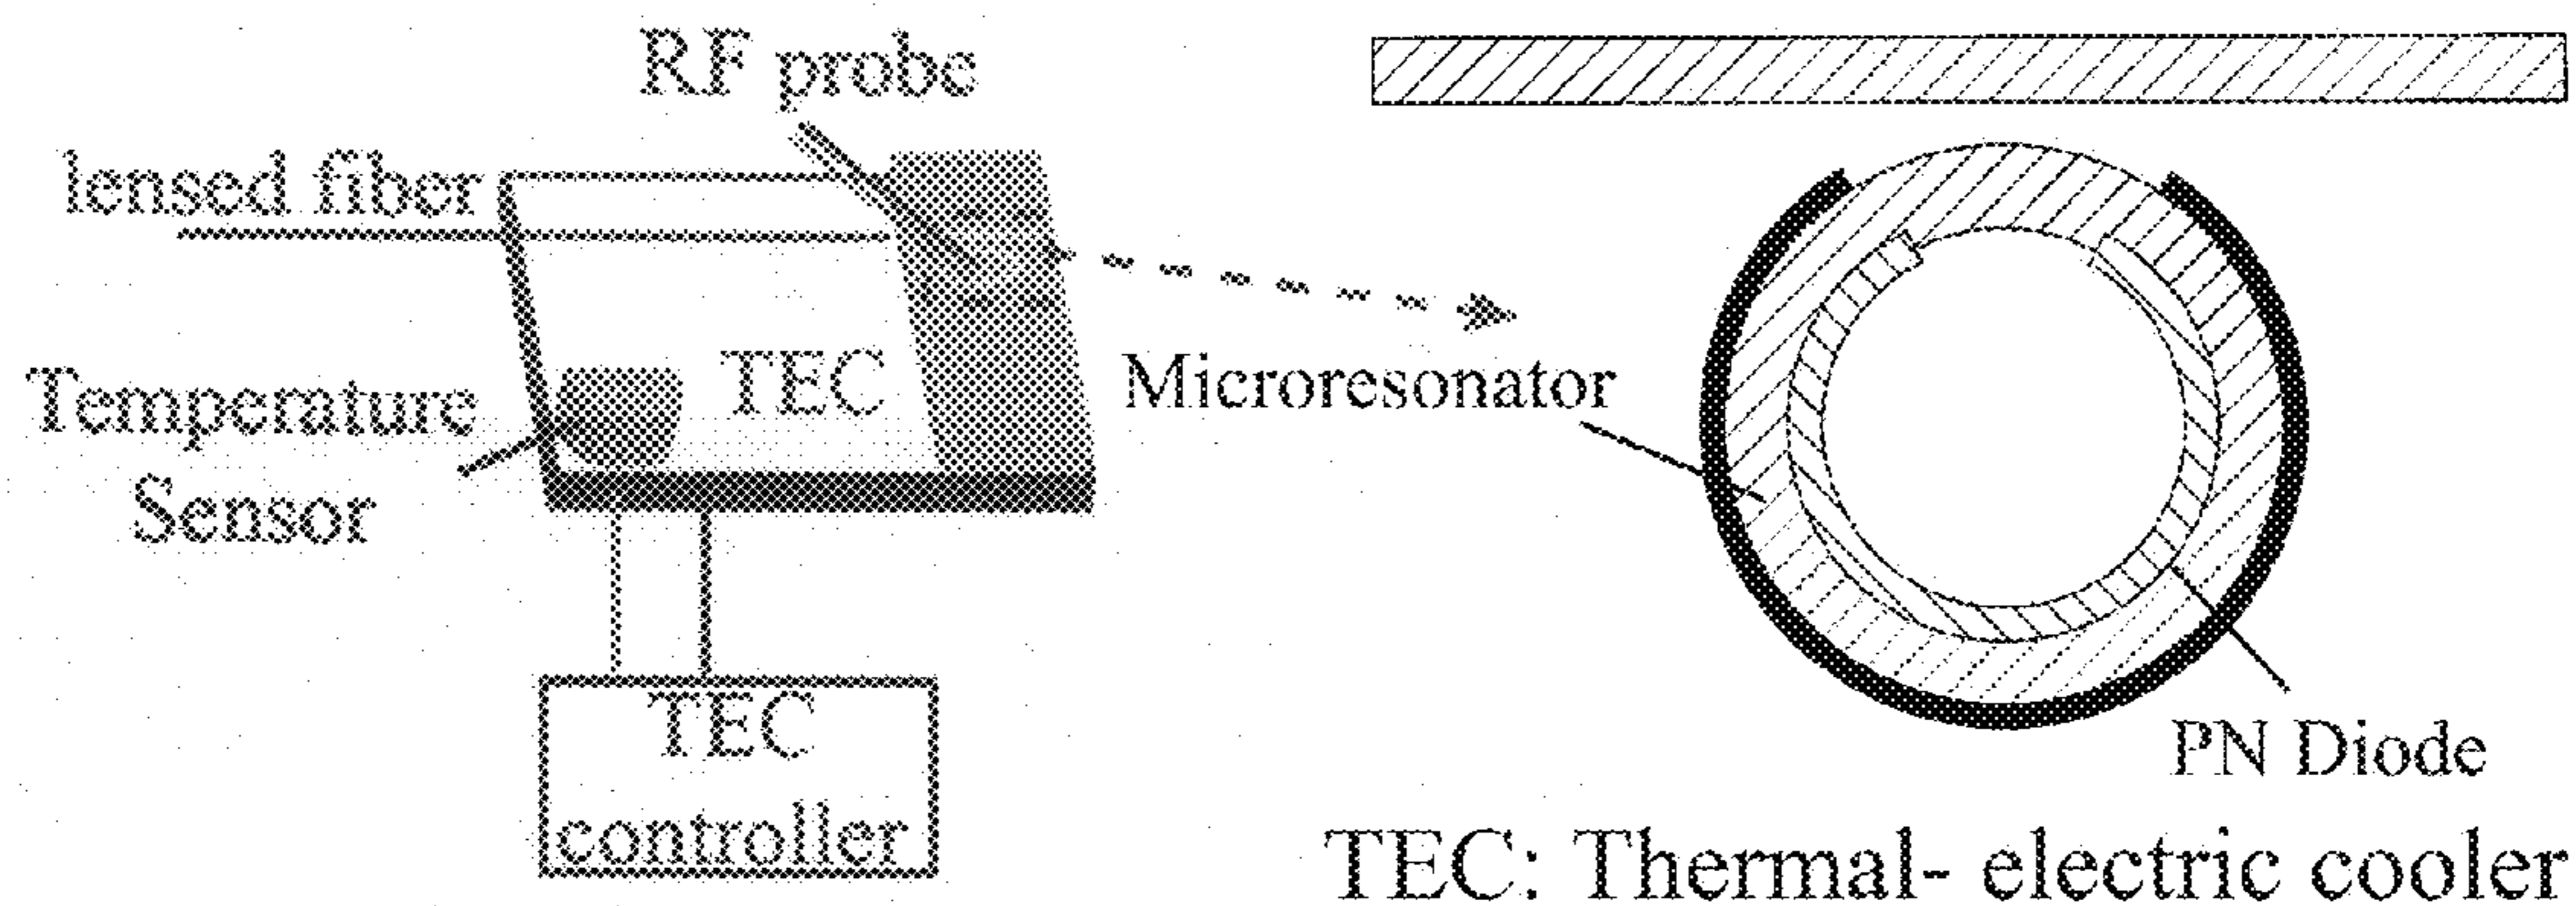 RF probe
lensed fiber
Temperature
Sensor
TEC
Microresonator
TEC
controller
PN Diode
TEC: Thermal- electric cooler